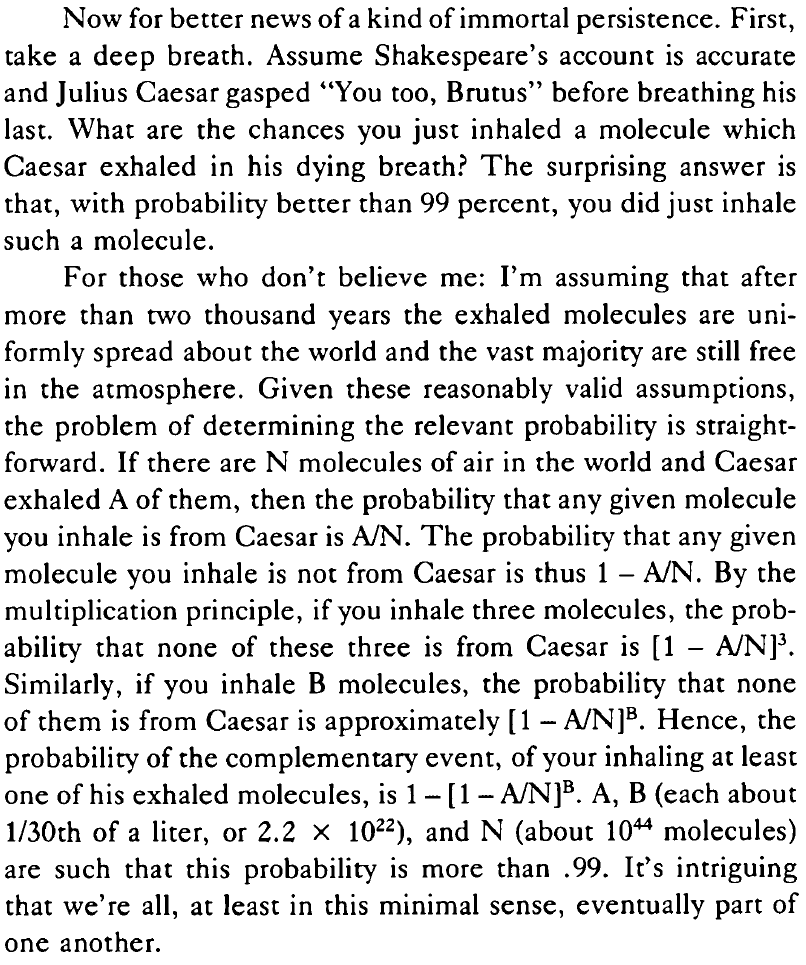 Now for better news of a kind of immortal persistence. First,
take a deep breath. Assume Shakespeare's account is accurate
and Julius Caesar gasped "You too, Brutus" before breathing his
last. What are the chances you just inhaled a molecule which
Caesar exhaled in his dying breath? The surprising answer is
that, with probability better than 99 percent, you did just inhale
such a molecule.
For those who don't believe me: I'm assuming that after
more than two thousand years the exhaled molecules are uni-
formly spread about the world and the vast majority are still free
in the atmosphere. Given these reasonably valid assumptions,
the problem of determining the relevant probability is straight-
forward. If there are N molecules of air in the world and Caesar
exhaled A of them, then the probability that any given molecule
you inhale is from Caesar is A/N. The probability that any given
molecule you inhale is not from Caesar is thus 1 – A/N. By the
multiplication principle, if you inhale three molecules, the prob-
ability that none of these three is from Caesar is [1 – A/N]³.
Similarly, if you inhale B molecules, the probability that none
of them is from Caesar is approximately [1 – A/N]ᴮ. Hence, the
probability of the complementary event, of your inhaling at least
one of his exhaled molecules, is 1 – [1 – A/N]ᴮ. A, B (each about
1/30th of a liter, or 2.2 × 10²²), and N (about 10⁴⁴ molecules)
are such that this probability is more than .99. It's intriguing
that we're all, at least in this minimal sense, eventually part of
one another.